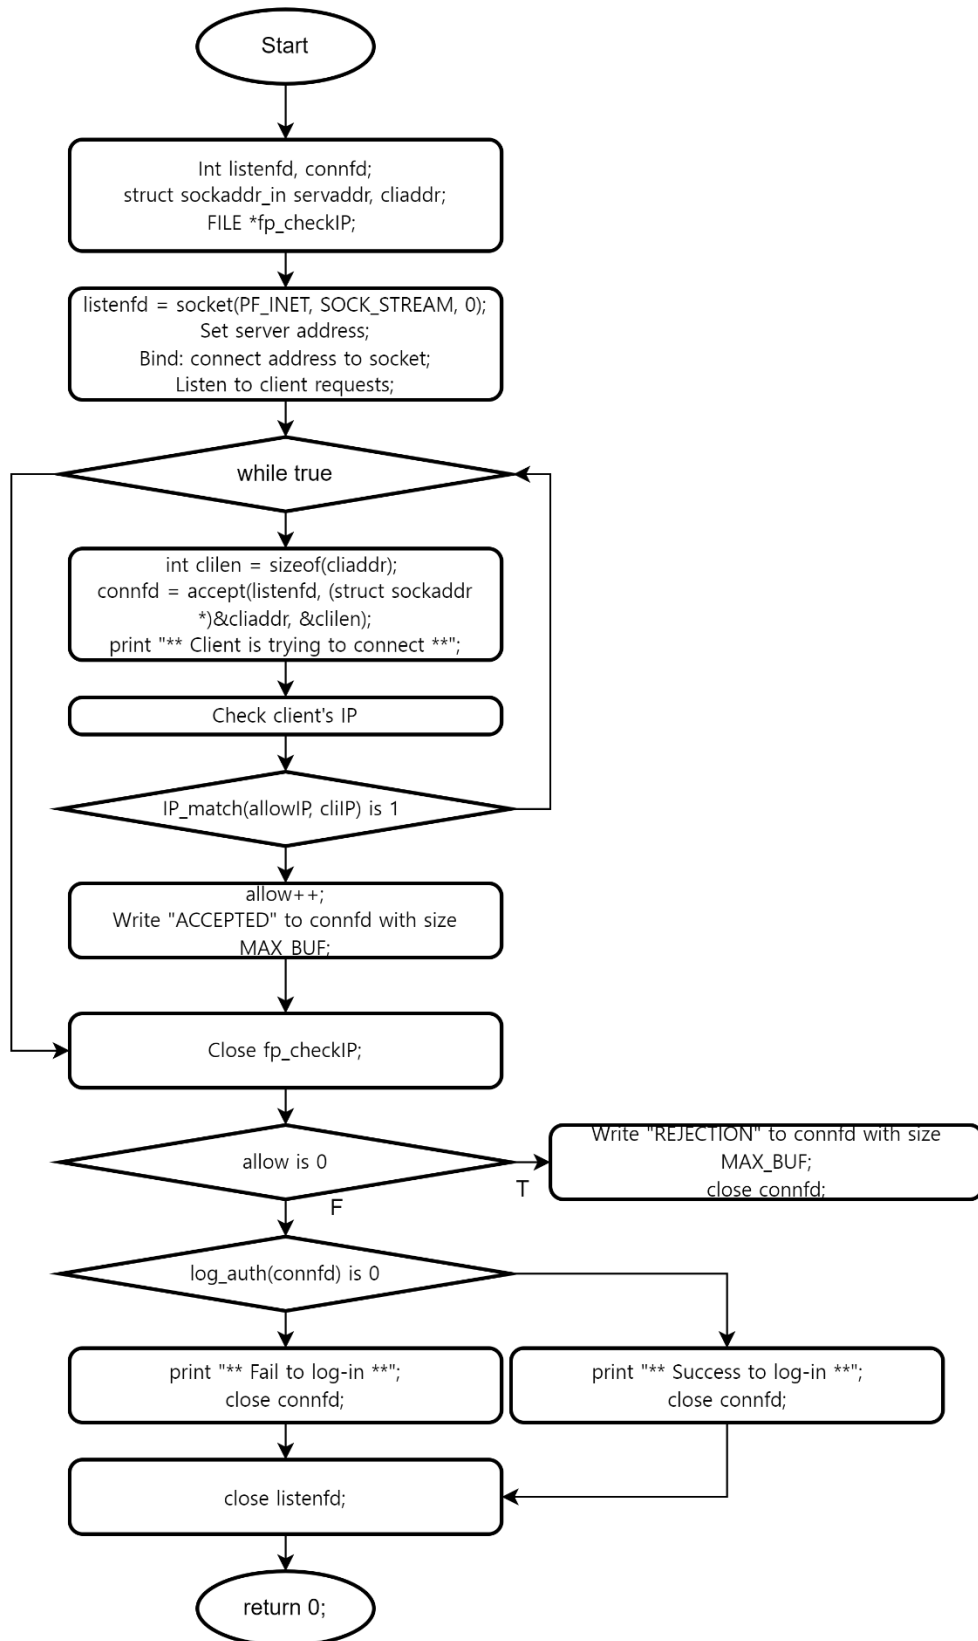 Start
Int listenfd, connfd;
struct sockaddr_in servaddr, cliaddr;
FILE *fp_checkIP;
listenfd = socket(PF_INET, SOCK_STREAM, 0);
Set server address;
Bind: connect address to socket;
Listen to client requests;
while true
int clilen = sizeof(cliaddr);
connfd = accept(listenfd, (struct sockaddr
*)&cliaddr, &clilen);
print "** Client is trying to connect **";
Check client's IP
IP_match(allowIP, cliIP) is 1
allow++;
Write "ACCEPTED" to connfd with size
MAX_BUF;
Close fp_checkIP;
allow is 0
T
Write "REJECTION" to connfd with size
MAX_BUF;
close connfd;
F
log_auth(connfd) is 0
print "** Fail to log-in **";
close connfd;
print "** Success to log-in **";
close connfd;
close listenfd;
return 0;